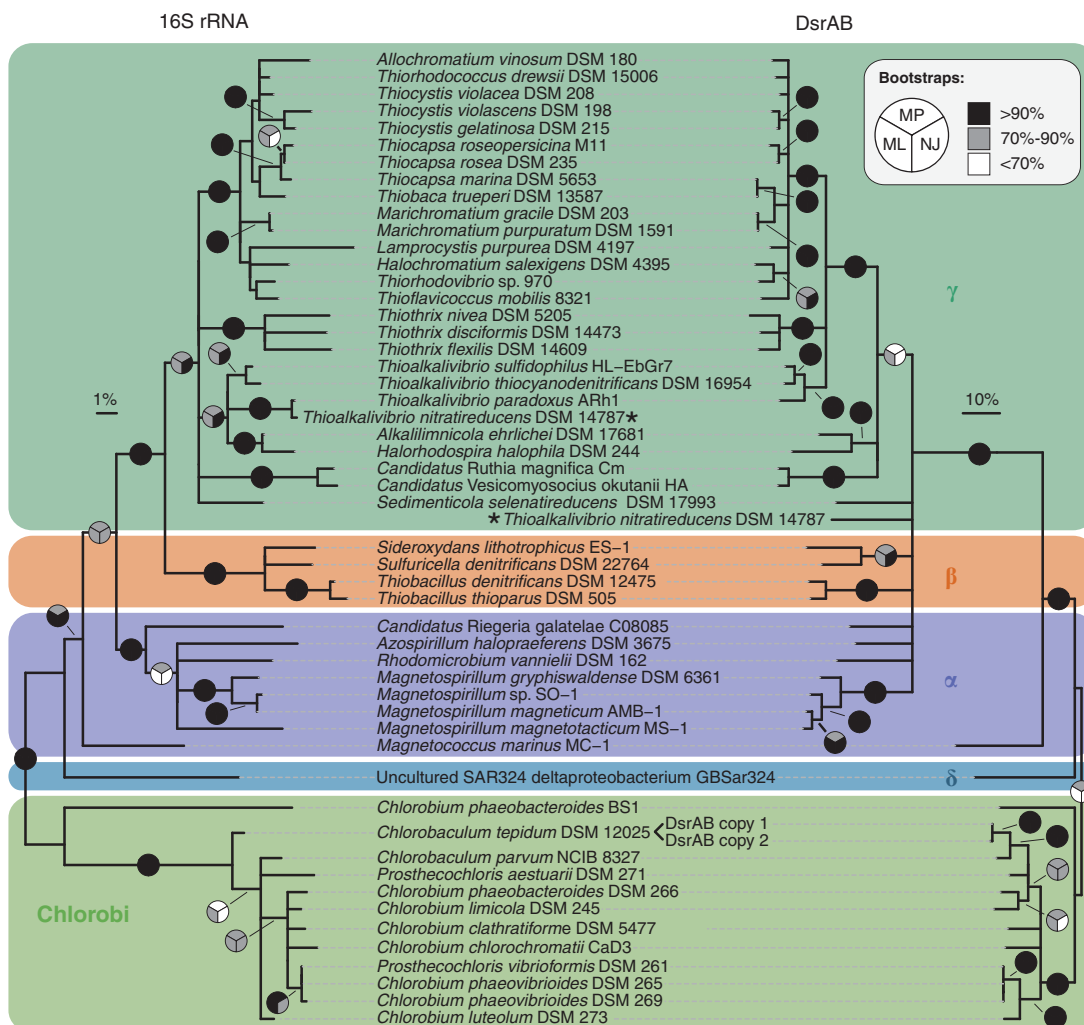 16S rRNA
DsrAB
Allochromatium vinosum DSM 180
Thiorhodococcus drewsii DSM 15006
Thiocystis violacea DSM 208
Thiocystis violascens DSM 198
Thiocystis gelatinosa DSM 215
Thiocapsa roseopersicina M11
Thiocapsa rosea DSM 235
Thiocapsa marina DSM 5653
Thiobaca trueperi DSM 13587
Marichromatium gracile DSM 203
Marichromatium purpuratum DSM 1591
Lamprocystis purpurea DSM 4197
Halochromatium salexigens DSM 4395
Thiorhodovibrio sp. 970
Thioflavicoccus mobilis 8321
Thiothrix nivea DSM 5205
Thiothrix disciformis DSM 14473
Thiothrix flexilis DSM 14609
Thioalkalivibrio sulfidophilus HL−EbGr7
Thioalkalivibrio thiocyanodenitrificans DSM 16954
Thioalkalivibrio paradoxus ARh1
Thioalkalivibrio nitratireducens DSM 14787*
Alkalilimnicola ehrlichei DSM 17681
Halorhodospira halophila DSM 244
Candidatus Ruthia magnifica Cm
Candidatus Vesicomyosocius okutanii HA
Sedimenticola selenatireducens DSM 17993
* Thioalkalivibrio nitratireducens DSM 14787
Bootstraps:
MP
ML NJ
>90%
70%-90%
<70%
γ
1%
10%
Sideroxydans lithotrophicus ES−1
Sulfuricella denitrificans DSM 22764
Thiobacillus denitrificans DSM 12475
Thiobacillus thioparus DSM 505
β
Candidatus Riegeria galatelae C08085
Azospirillum halopraeferens DSM 3675
Rhodomicrobium vannielii DSM 162
Magnetospirillum gryphiswaldense DSM 6361
Magnetospirillum sp. SO−1
Magnetospirillum magneticum AMB−1
Magnetospirillum magnetotacticum MS−1
Magnetococcus marinus MC−1
α
Uncultured SAR324 deltaproteobacterium GBSar324
δ
Chlorobium phaeobacteroides BS1
Chlorobaculum tepidum DSM 12025
DsrAB copy 1
DsrAB copy 2
Chlorobaculum parvum NCIB 8327
Prosthecochloris aestuarii DSM 271
Chlorobium phaeobacteroides DSM 266
Chlorobium limicola DSM 245
Chlorobium clathratiforme DSM 5477
Chlorobium chlorochromatii CaD3
Prosthecochloris vibrioformis DSM 261
Chlorobium phaeovibrioides DSM 265
Chlorobium phaeovibrioides DSM 269
Chlorobium luteolum DSM 273
Chlorobi